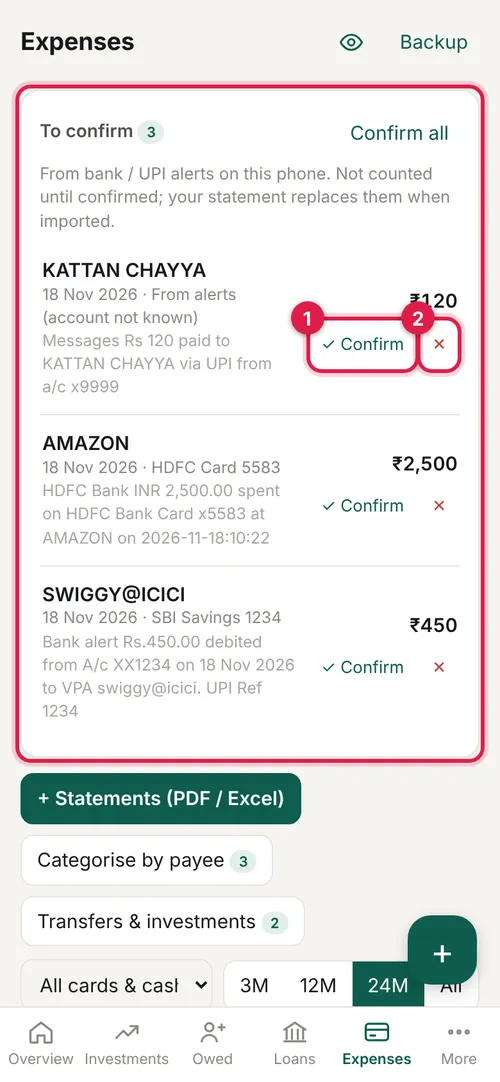 Expenses
Backup
To confirm 3
Confirm all
From bank / UPI alerts on this phone. Not counted
until confirmed; your statement replaces them when
imported.
KATTAN CHAYYA
18 Nov 2026 · From alerts
(account not known)
Messages Rs 120 paid to
KATTAN CHAYYA via UPI from
a/c x9999
₹120
1
2
✓ Confirm ✕
AMAZON
18 Nov 2026 · HDFC Card 5583
HDFC Bank INR 2,500.00 spent
on HDFC Bank Card x5583 at
AMAZON on 2026-11-18:10:22
₹2,500
✓ Confirm ✕
SWIGGY@ICICI
18 Nov 2026 · SBI Savings 1234
Bank alert Rs.450.00 debited
from A/c XX1234 on 18 Nov 2026
to VPA swiggy@icici. UPI Ref
1234
₹450
✓ Confirm ✕
+ Statements (PDF / Excel)
Categorise by payee 3
Transfers & investments 2
+
All cards & cash
3M 12M 24M All
Overview Investments Owed Loans Expenses More